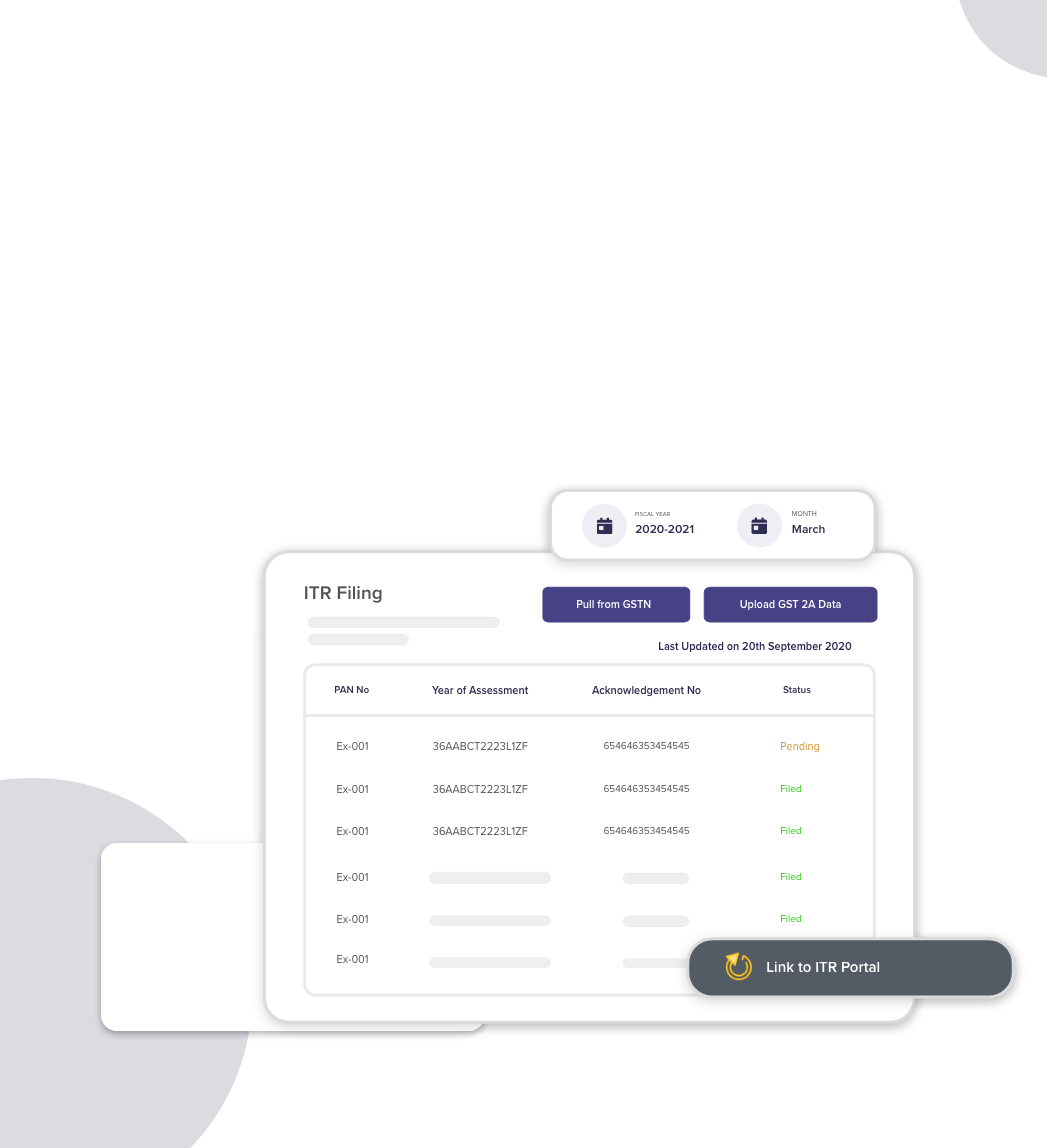 FISCAL YEAR
2020-2021
MONTH
March
ITR Filing
Pull from GSTN
Upload GST 2A Data
Last Updated on 20th September 2020
PAN No Year of Assessment Acknowledgement No Status
Ex-001 36AABCT2223L1ZF 654646353454545 Pending
Ex-001 36AABCT2223L1ZF 654646353454545 Filed
Ex-001 36AABCT2223L1ZF 654646353454545 Filed
Ex-001 Filed
Ex-001 Filed
Ex-001
Link to ITR Portal